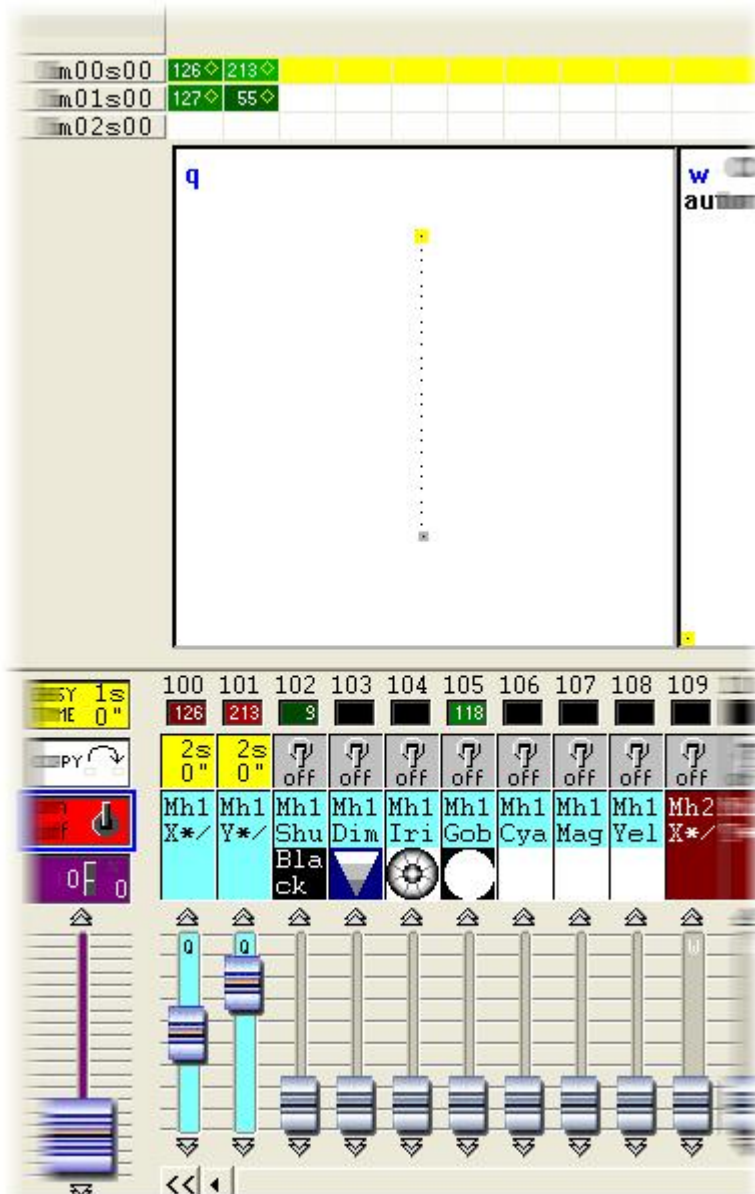 m00s00 126 213
m01s00 127 55
m02s00
q w
au
SY 1s 100 101 102 103 104 105 106 107 108 109
ME 0" 126 213 9 118
PY 2s 2s
0" 0" off off off off off off off off
Mh1 Mh1 Mh1 Mh1 Mh1 Mh1 Mh1 Mh1 Mh1 Mh2
X*/ Y*/ Shu Dim Iri Gob Cya Mag Yel X*/
0F 0 Bla
ck
Q Q W
<<